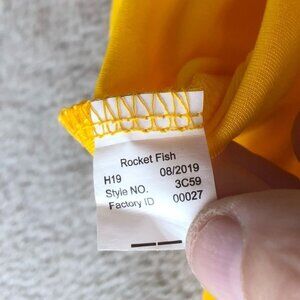 Rocket Fish
H19 08/2019
Style NO. 3C59
Factory ID 00027